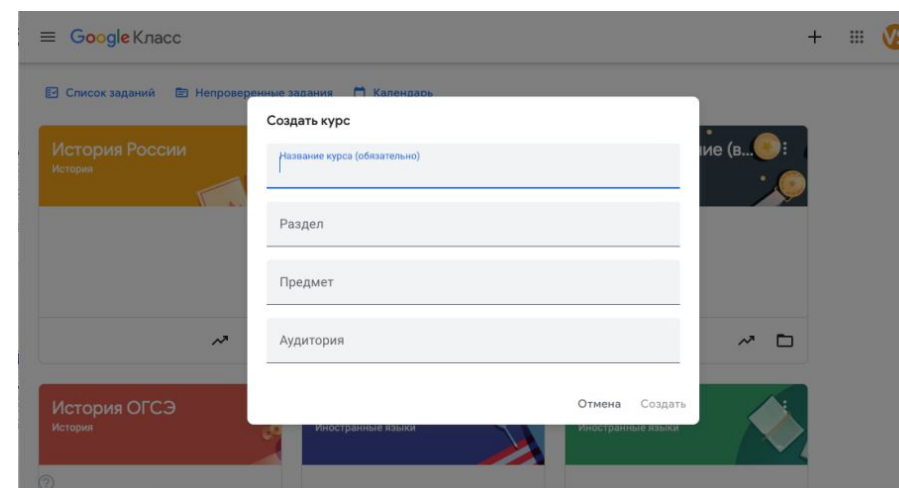 Google Класс
Список заданий Непроверенные задания Календарь
Создать курс
Название курса (обязательно)
Раздел
Предмет
Аудитория
Отмена Создать
История России
История
ие (в...
История ОГСЭ
История
Иностранные языки
Иностранные языки